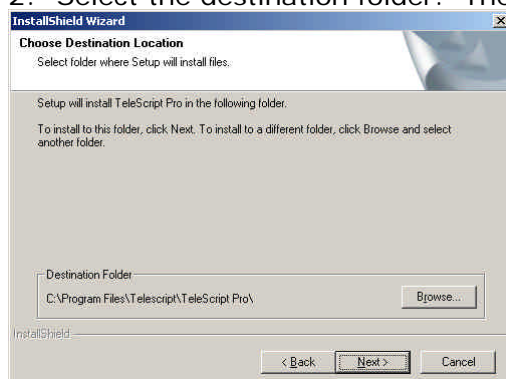 2. Select the destination folder. The
InstallShield Wizard
Choose Destination Location
Select folder where Setup will install files.
Setup will install TeleScript Pro in the following folder.
To install to this folder, click Next. To install to a different folder, click Browse and select
another folder.
Destination Folder
C:\Program Files\Telescript\TeleScript Pro\
Browse...
InstallShield
< Back
Next >
Cancel